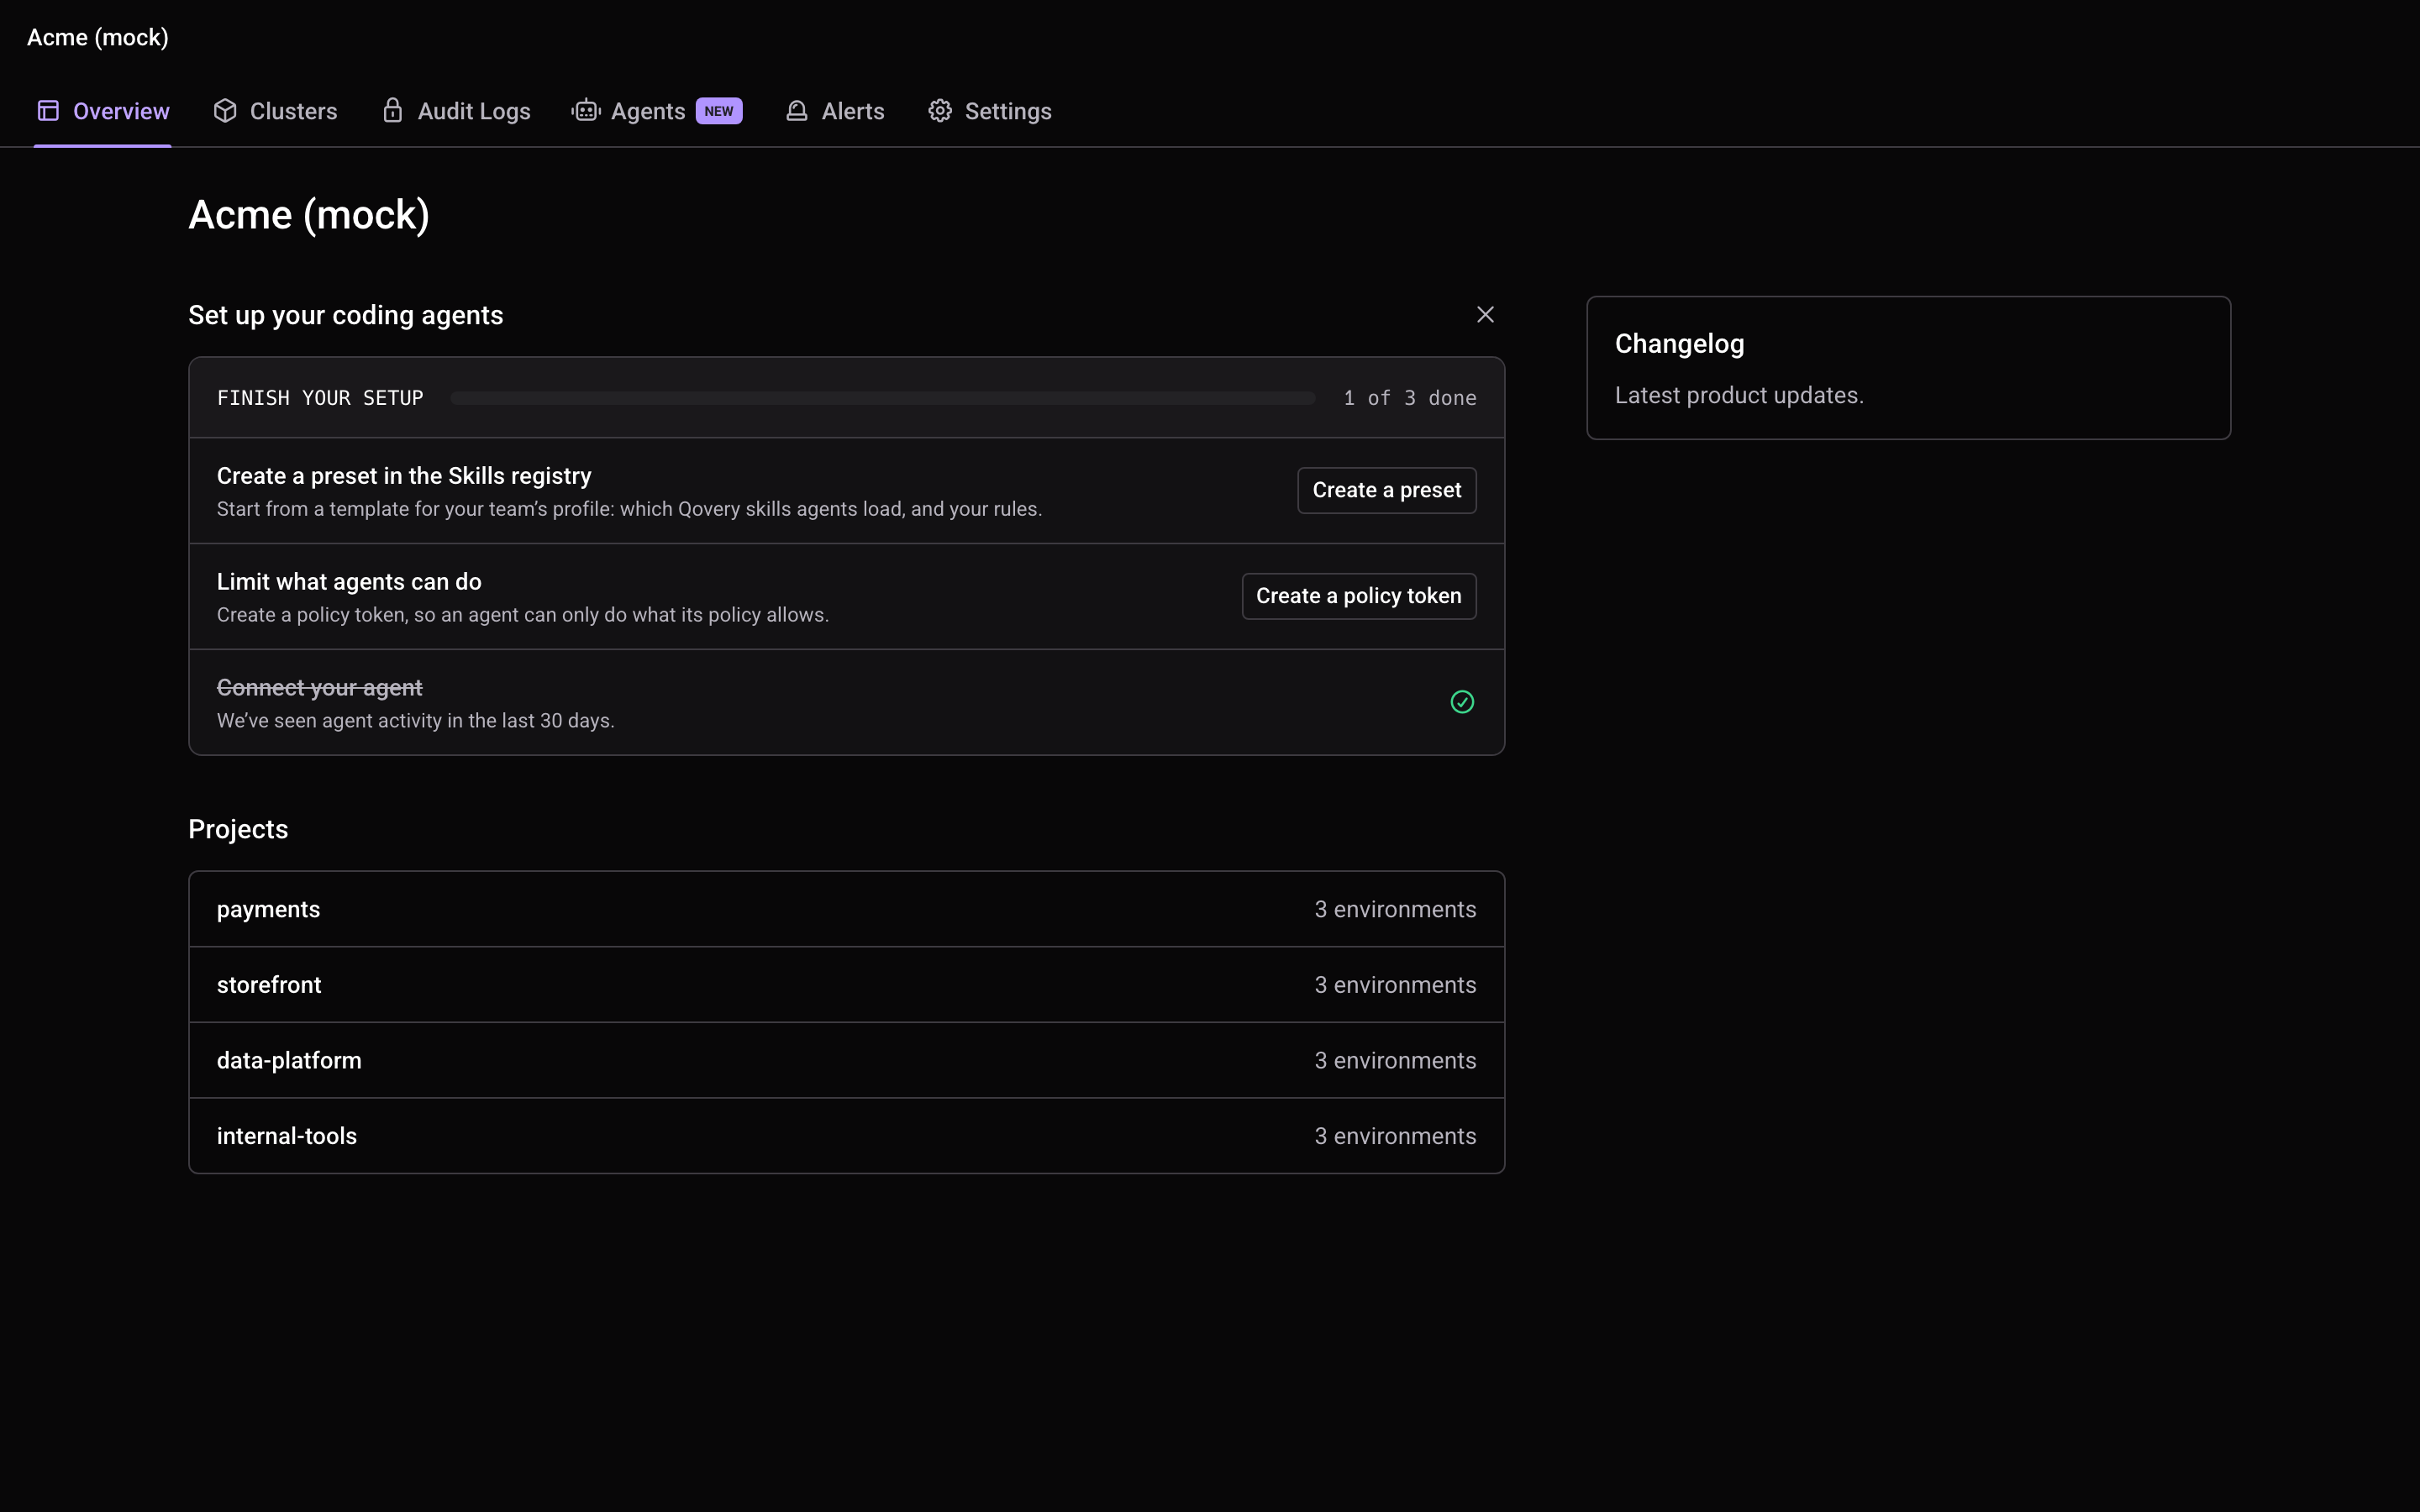 Acme (mock)
Overview
Clusters
Audit Logs
Agents NEW
Alerts
Settings
Acme (mock)
Set up your coding agents
FINISH YOUR SETUP
1 of 3 done
Create a preset in the Skills registry
Start from a template for your team’s profile: which Qovery skills agents load, and your rules.
Create a preset
Limit what agents can do
Create a policy token, so an agent can only do what its policy allows.
Create a policy token
Connect your agent
We’ve seen agent activity in the last 30 days.
Changelog
Latest product updates.
Projects
payments
3 environments
storefront
3 environments
data-platform
3 environments
internal-tools
3 environments